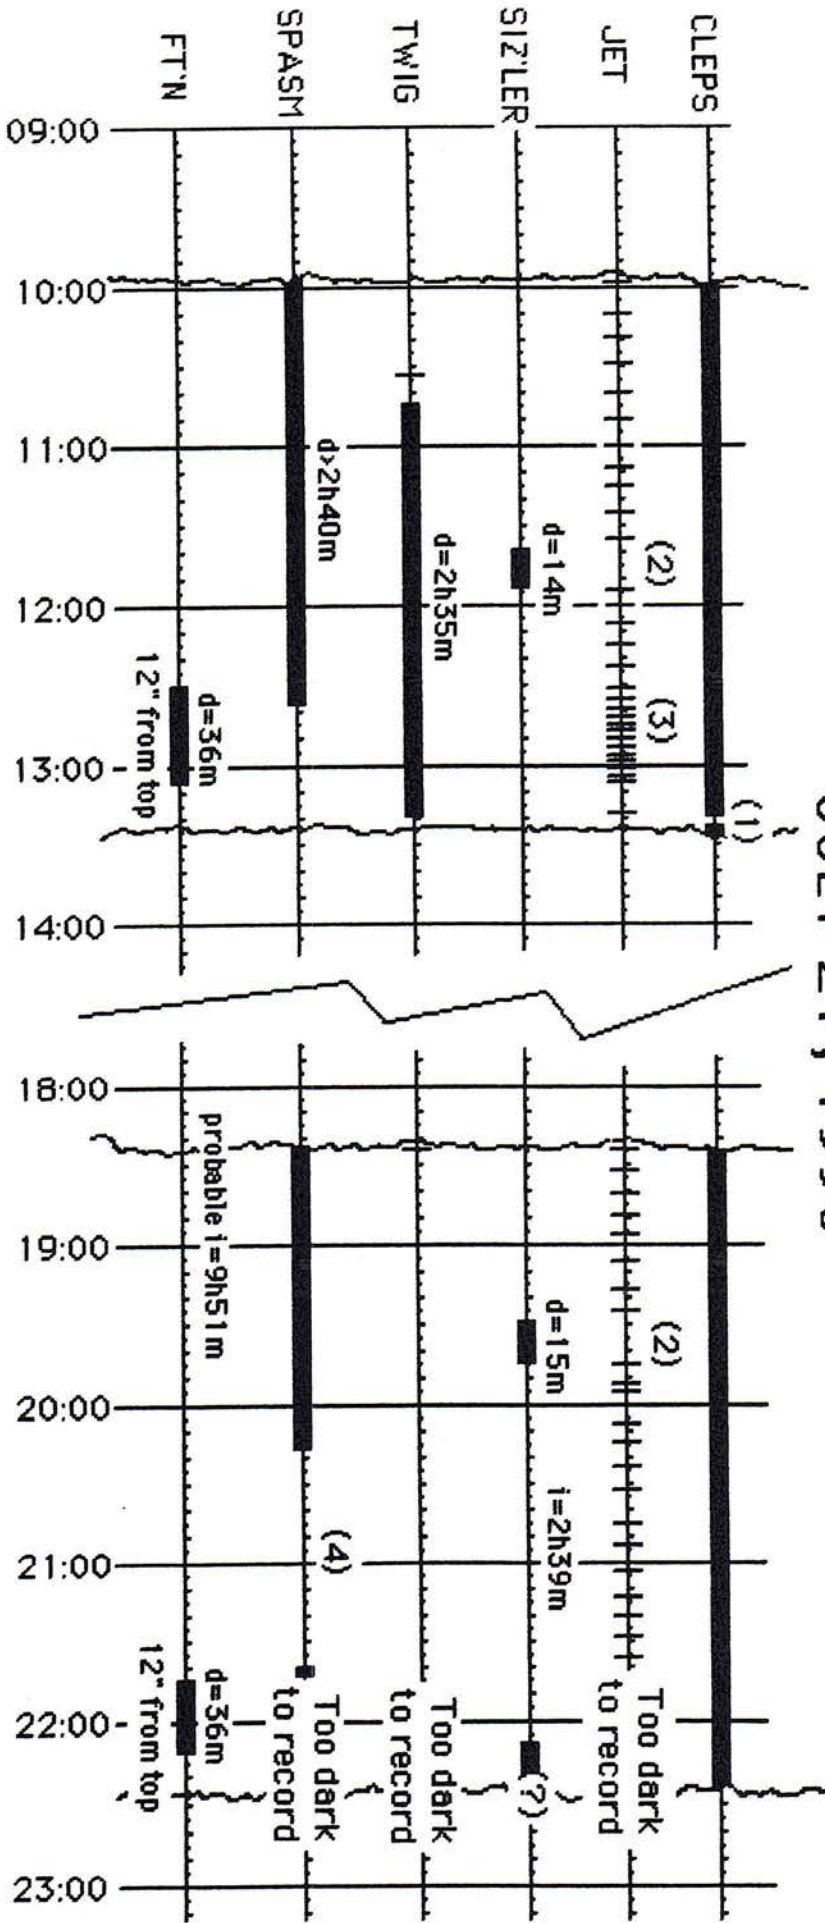 FT'N
SPASM
TWIG
SIZ'LER
JET
CLEPS
09:00
10:00
11:00
12:00
13:00
14:00
18:00
19:00
20:00
21:00
22:00
23:00
d=36m
12" from top
probable i=9h51m
d=36m
12" from top
d>2h40m
(4)
Too dark
to record
d=2h35m
Too dark
to record
d=14m
d=15m
i=2h39m
(?)
(2)
(3)
(2)
Too dark
to record
(1)